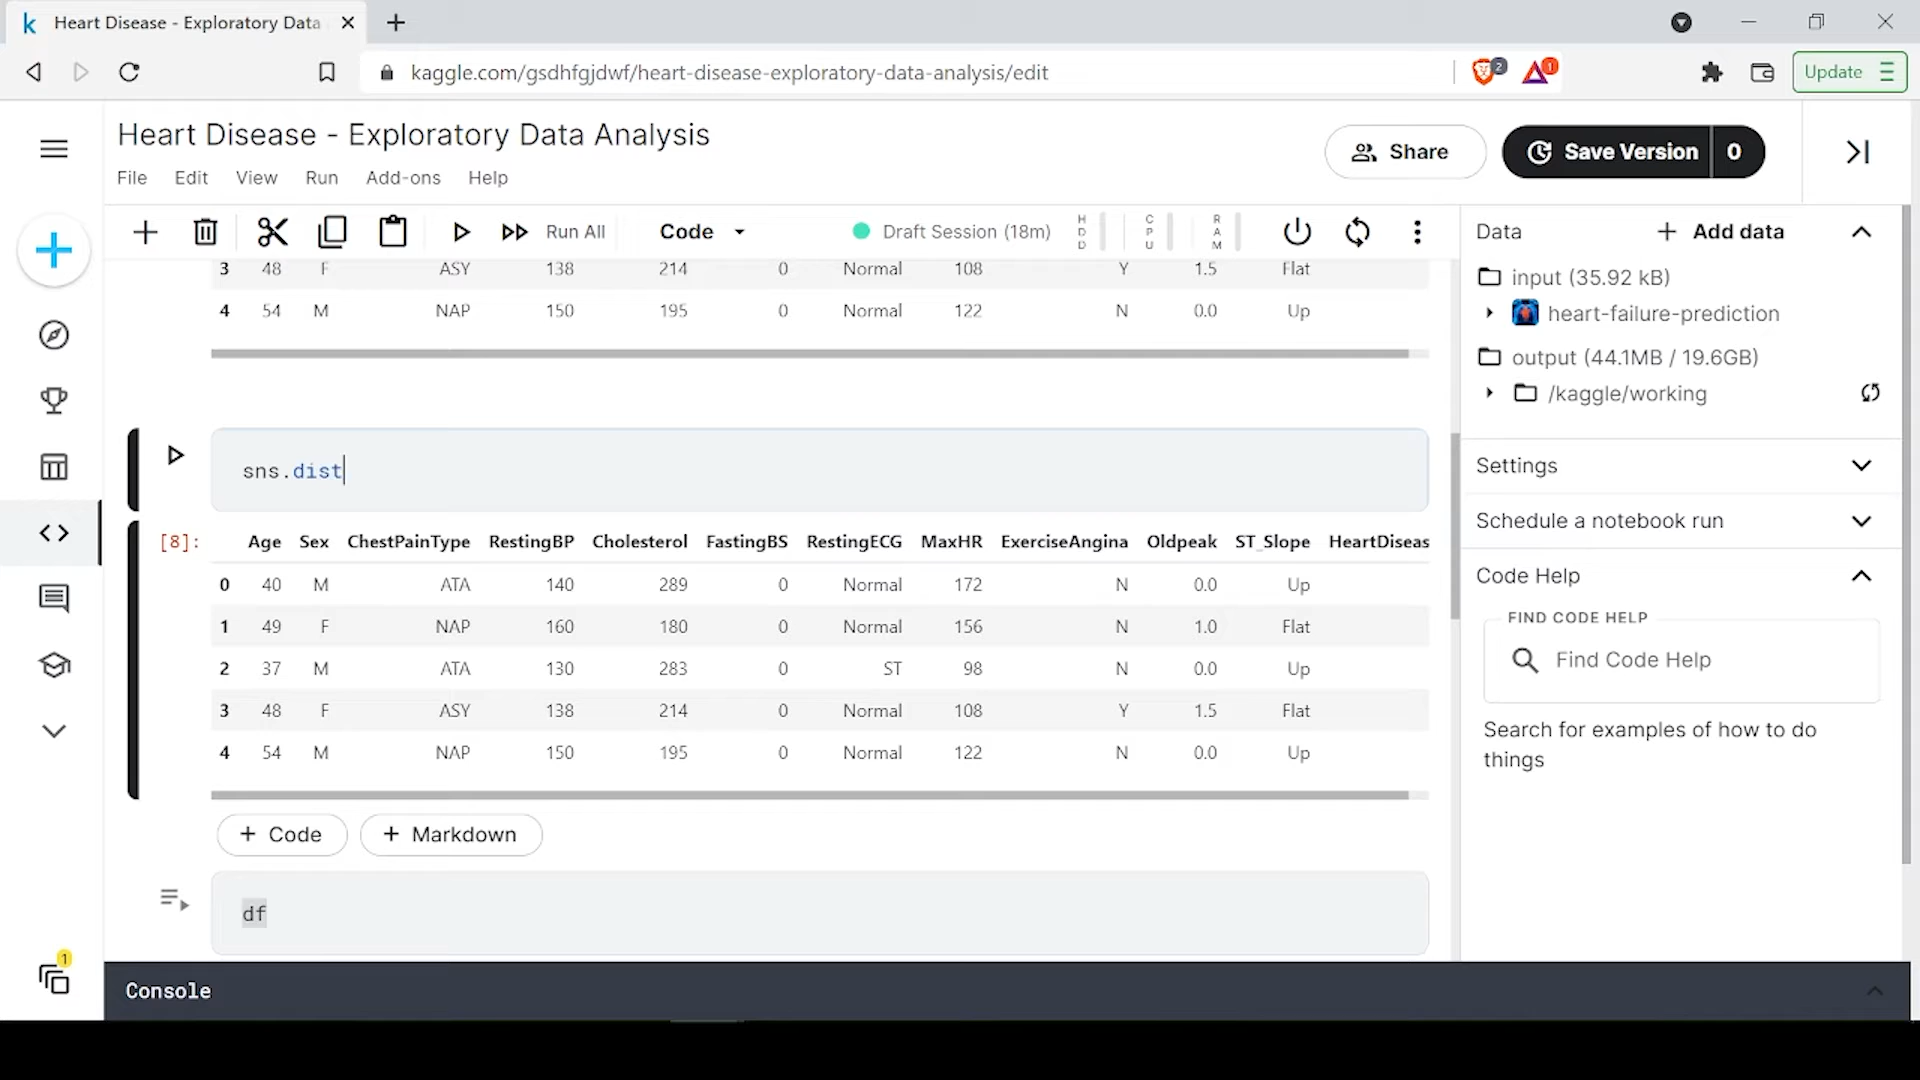 k Heart Disease - Exploratory Data
kaggle.com/gsdhfgjdwf/heart-disease-exploratory-data-analysis/edit
2
1
Update
Heart Disease - Exploratory Data Analysis
Share
Save Version 0
File Edit View Run Add-ons Help
Run All
Code
Draft Session (18m)
HDD
CPU
RAM
3 48 F ASY 138 214 0 Normal 108 Y 1.5 Flat
4 54 M NAP 150 195 0 Normal 122 N 0.0 Up
sns.dist
[8]: Age Sex ChestPainType RestingBP Cholesterol FastingBS RestingECG MaxHR ExerciseAngina Oldpeak ST_Slope HeartDiseas
0 40 M ATA 140 289 0 Normal 172 N 0.0 Up
1 49 F NAP 160 180 0 Normal 156 N 1.0 Flat
2 37 M ATA 130 283 0 ST 98 N 0.0 Up
3 48 F ASY 138 214 0 Normal 108 Y 1.5 Flat
4 54 M NAP 150 195 0 Normal 122 N 0.0 Up
+ Code + Markdown
df
Console
1
Data
+ Add data
input (35.92 kB)
heart-failure-prediction
output (44.1MB / 19.6GB)
/kaggle/working
Settings
Schedule a notebook run
Code Help
FIND CODE HELP
Find Code Help
Search for examples of how to do
things